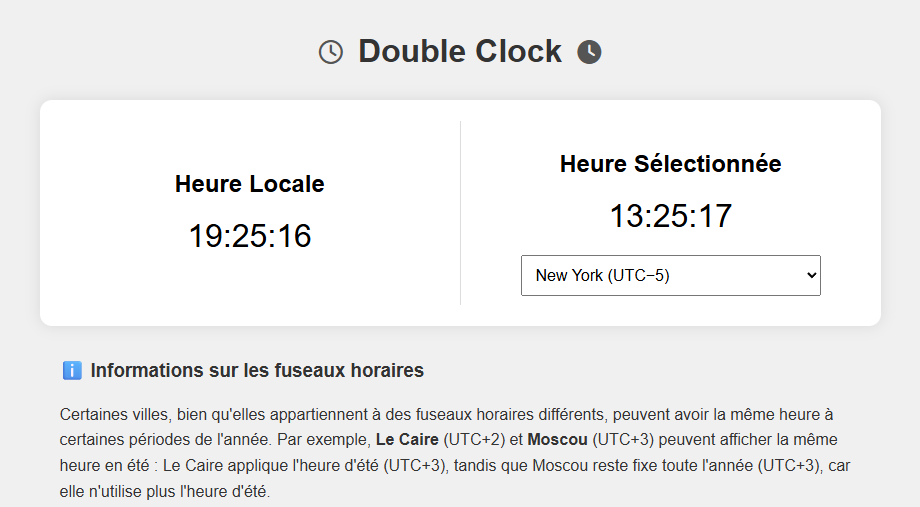 Double Clock
Heure Locale
19:25:16
Heure Sélectionnée
13:25:17
New York (UTC−5)
Informations sur les fuseaux horaires
Certaines villes, bien qu'elles appartiennent à des fuseaux horaires différents, peuvent avoir la même heure à
certaines périodes de l'année. Par exemple, Le Caire (UTC+2) et Moscou (UTC+3) peuvent afficher la même
heure en été : Le Caire applique l'heure d'été (UTC+3), tandis que Moscou reste fixe toute l'année (UTC+3), car
elle n'utilise plus l'heure d'été.